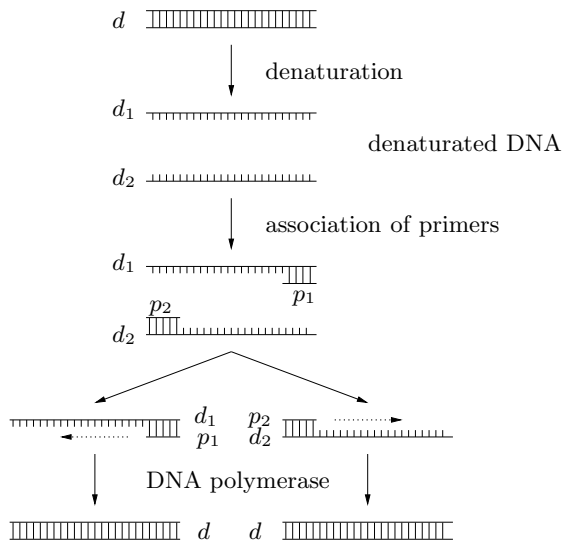 d
denaturation
d₁
denaturated DNA
d₂
association of primers
d₁
p₁
p₂
d₂
d₁ p₂
p₁ d₂
DNA polymerase
d d